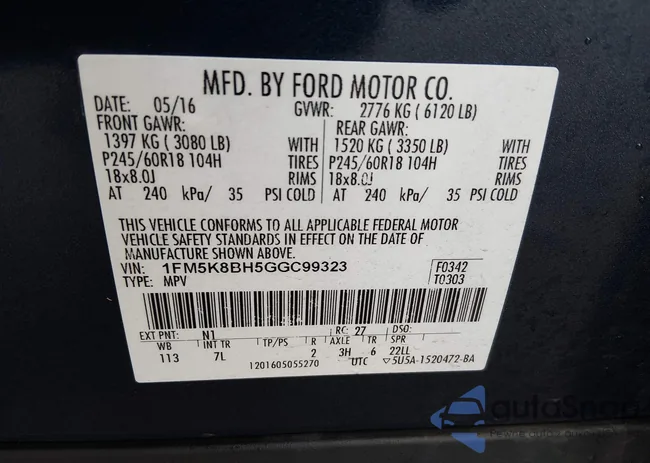 MFD. BY FORD MOTOR CO.
DATE: 05/16 GVWR: 2776 KG ( 6120 LB)
FRONT GAWR: REAR GAWR:
1397 KG ( 3080 LB) WITH 1520 KG ( 3350 LB) WITH
P245/60R18 104H TIRES P245/60R18 104H TIRES
18x8.0J RIMS 18x8.0J RIMS
AT 240 kPa/ 35 PSI COLD AT 240 kPa/ 35 PSI COLD
THIS VEHICLE CONFORMS TO ALL APPLICABLE FEDERAL MOTOR
VEHICLE SAFETY STANDARDS IN EFFECT ON THE DATE OF
MANUFACTURE SHOWN ABOVE.
VIN: 1FM5K8BH5GGC99323 F0342
TYPE: MPV T0303
EXT PNT: N1 RC: 27 DSO:
WB INT TR TP/PS R AXLE TR SPR
113 7L 2 3H 6 22LL
1201605055270 UTC ▽5U5A-1520472-BA
autoSnap